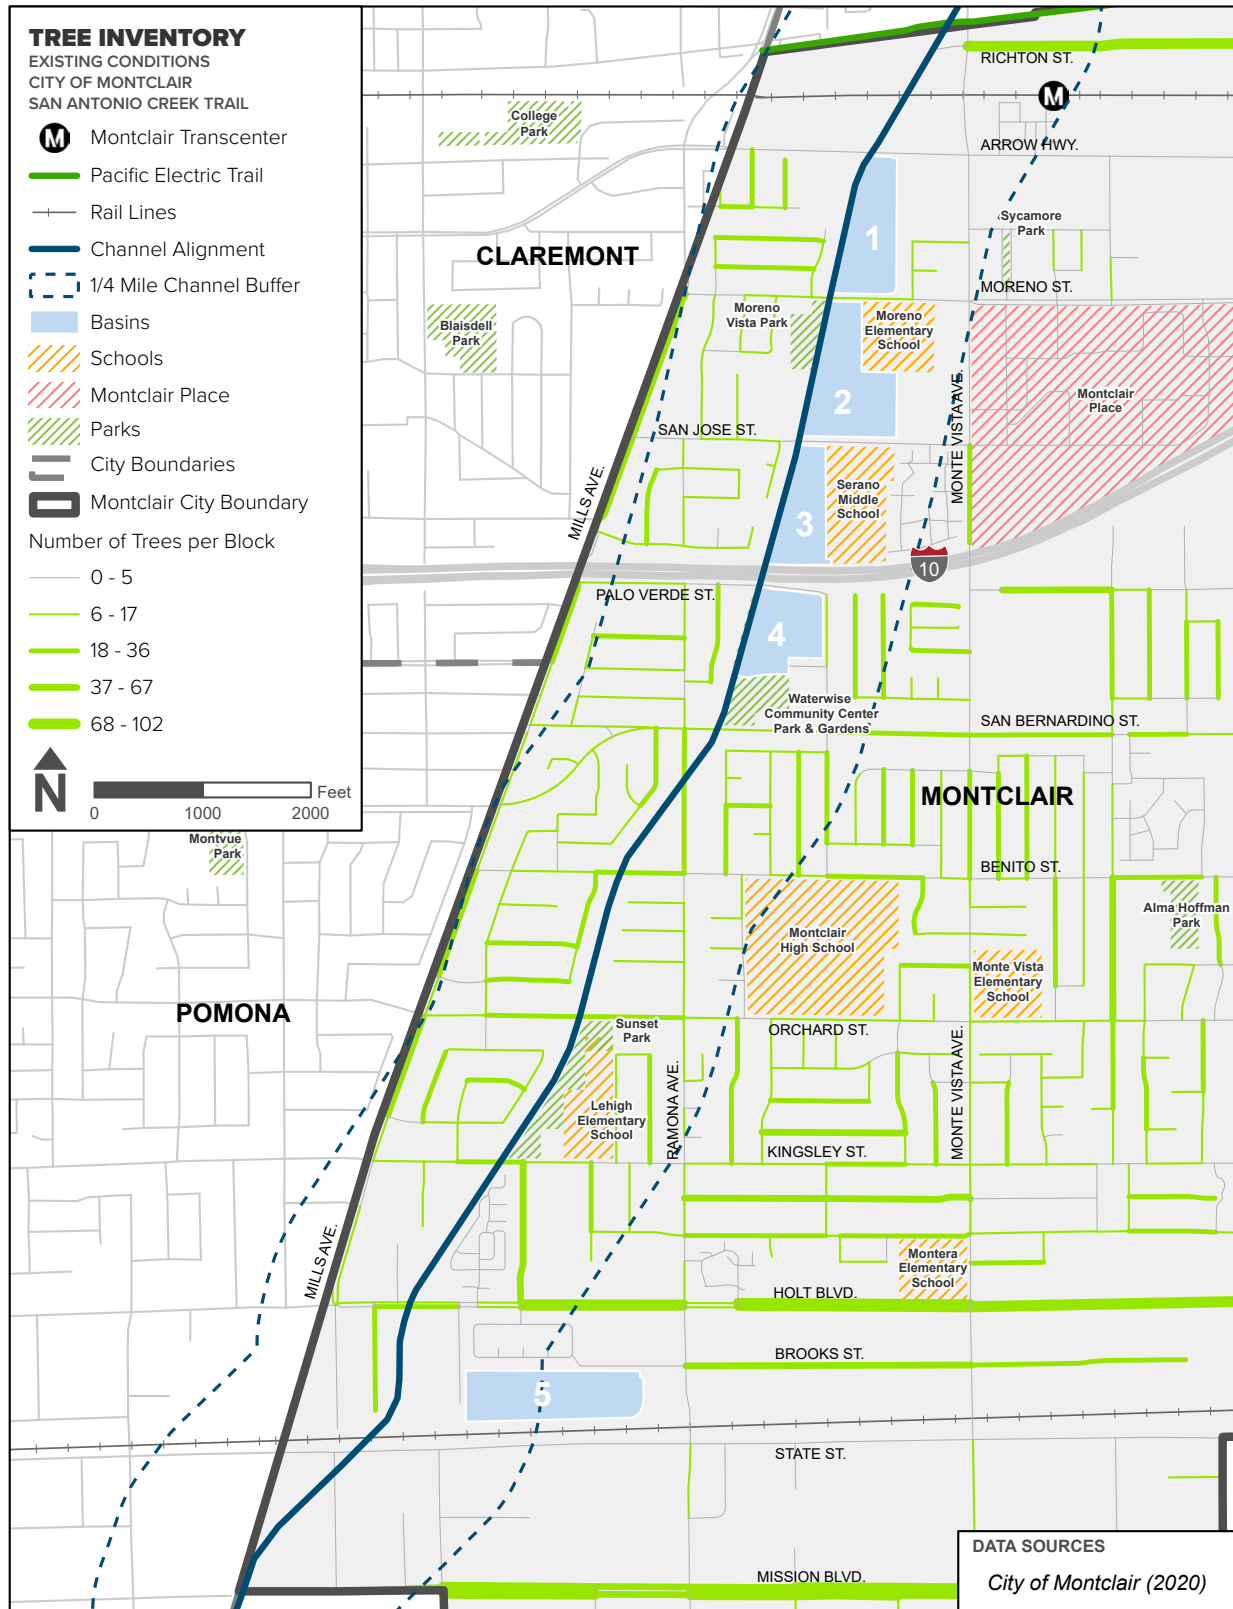 TREE INVENTORY
EXISTING CONDITIONS
CITY OF MONTCLAIR
SAN ANTONIO CREEK TRAIL
M Montclair Transcenter
Pacific Electric Trail
Rail Lines
Channel Alignment
1/4 Mile Channel Buffer
Basins
Schools
Montclair Place
Parks
City Boundaries
Montclair City Boundary
Number of Trees per Block
0 - 5
6 - 17
18 - 36
37 - 67
68 - 102
N
0 1000 2000 Feet
RICHTON ST.
M
College
Park
ARROW HWY.
Sycamore
Park
CLAREMONT
1
MORENO ST.
Moreno
Vista Park
Moreno
Elementary
School
Blaisdell
Park
Montclair
Place
2
SAN JOSE ST.
MONTE VISTA AVE.
MILLS AVE.
Serano
Middle
School
3
10
PALO VERDE ST.
4
Waterwise
Community Center
Park & Gardens
SAN BERNARDINO ST.
MONTCLAIR
Montvue
Park
BENITO ST.
Alma Hoffman
Park
Montclair
High School
Monte Vista
Elementary
School
POMONA
Sunset
Park
ORCHARD ST.
RAMONA AVE.
MONTE VISTA AVE.
Lehigh
Elementary
School
KINGSLEY ST.
MILLS AVE.
Montera
Elementary
School
HOLT BLVD.
BROOKS ST.
5
STATE ST.
MISSION BLVD.
DATA SOURCES
City of Montclair (2020)